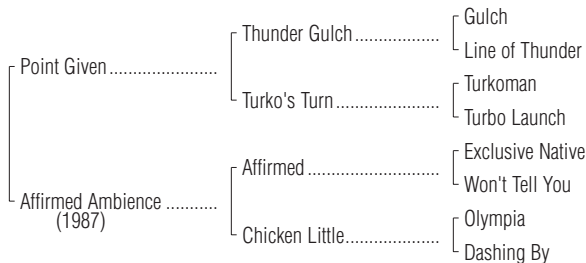 Gulch
Thunder Gulch
Line of Thunder
Point Given
Turkoman
Turko's Turn
Turbo Launch
Exclusive Native
Affirmed
Won't Tell You
Affirmed Ambience
(1987)
Olympia
Chicken Little
Dashing By